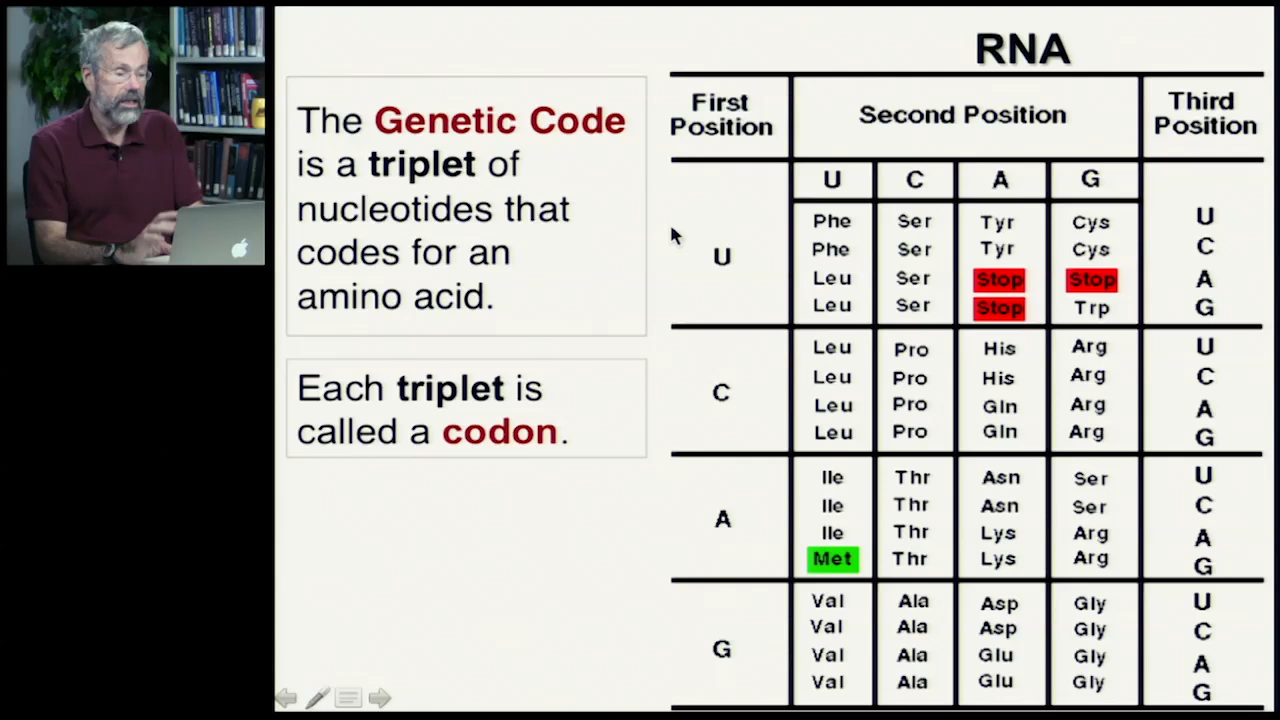 The Genetic Code
is a triplet of
nucleotides that
codes for an
amino acid.
Each triplet is
called a codon.
RNA
First Position Second Position Third Position
U C A G
U
Phe Ser Tyr Cys U
Phe Ser Tyr Cys C
Leu Ser Stop Stop A
Leu Ser Stop Trp G
C
Leu Pro His Arg U
Leu Pro His Arg C
Leu Pro Gln Arg A
Leu Pro Gln Arg G
A
Ile Thr Asn Ser U
Ile Thr Asn Ser C
Ile Thr Lys Arg A
Met Thr Lys Arg G
G
Val Ala Asp Gly U
Val Ala Asp Gly C
Val Ala Glu Gly A
Val Ala Glu Gly G